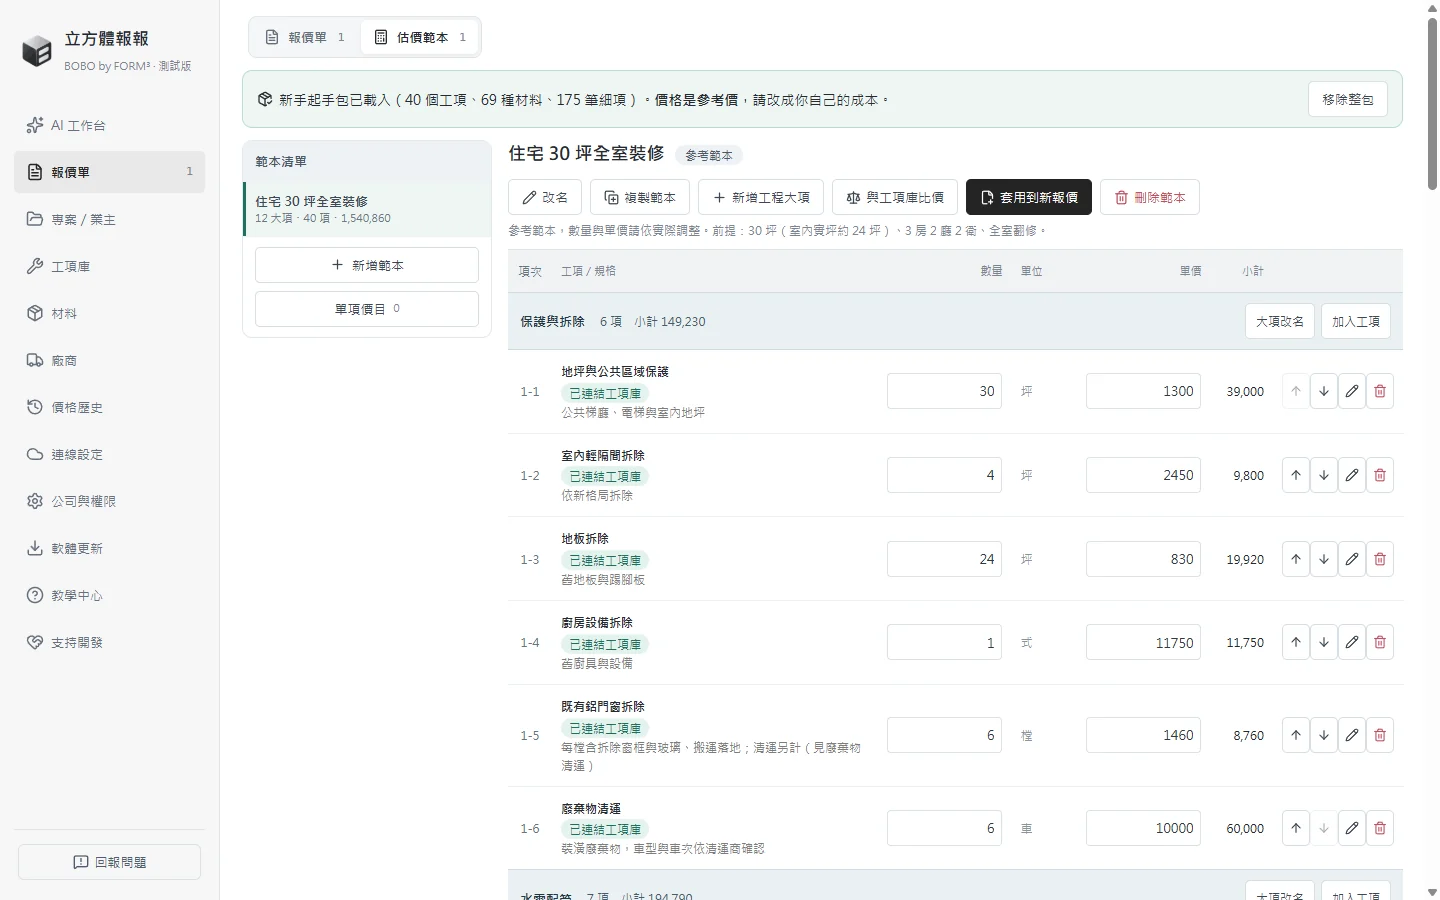 立方體報報
BOBO by FORM³ · 測試版
AI 工作台
報價單 1
專案 / 業主
工項庫
材料
廠商
價格歷史
連線設定
公司與權限
軟體更新
教學中心
支持開發
回報問題
報價單 1
估價範本 1
新手起手包已載入（40 個工項、69 種材料、175 筆細項）。價格是參考價，請改成你自己的成本。
移除整包
範本清單
住宅 30 坪全室裝修
12 大項 · 40 項 · 1,540,860
新增範本
單項價目 0
住宅 30 坪全室裝修 參考範本
改名 複製範本 新增工程大項 與工項庫比價 套用到新報價 刪除範本
參考範本，數量與單價請依實際調整。前提：30 坪（室內實坪約 24 坪）、3 房 2 廳 2 衛、全室翻修。
項次 工項 / 規格 數量 單位 單價 小計
保護與拆除 6 項 小計 149,230 大項改名 加入工項
地坪與公共區域保護
1-1 已連結工項庫 30 坪 1300 39,000
公共梯廳、電梯與室內地坪
室內輕隔間拆除
1-2 已連結工項庫 4 坪 2450 9,800
依新格局拆除
地板拆除
1-3 已連結工項庫 24 坪 830 19,920
舊地板與踢腳板
廚房設備拆除
1-4 已連結工項庫 1 式 11750 11,750
舊廚具與設備
既有鋁門窗拆除
1-5 已連結工項庫 6 樘 1460 8,760
每樘含拆除窗框與玻璃、搬運落地；清運另計（見廢棄物
清運）
廢棄物清運
1-6 已連結工項庫 6 車 10000 60,000
裝潢廢棄物，車型與車次依清運商確認
水電配管 7 項 小計 194,790 大項改名 加入工項